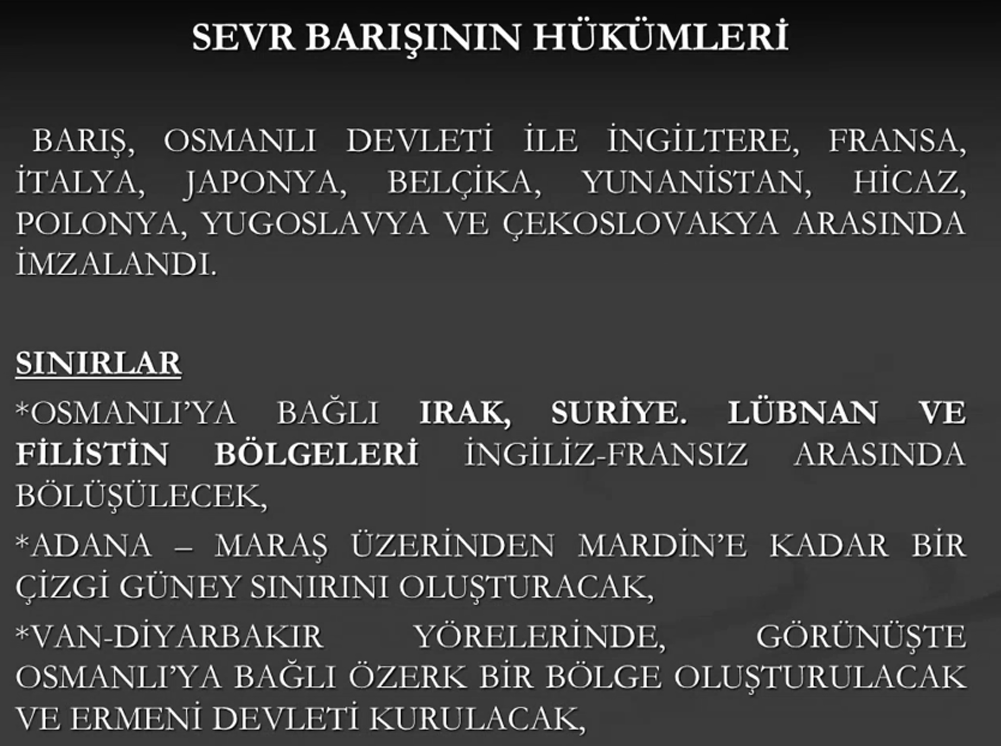 SEVR BARIŞININ HÜKÜMLERİ
BARIŞ, OSMANLI DEVLETİ İLE İNGİLTERE, FRANSA,
İTALYA, JAPONYA, BELÇİKA, YUNANİSTAN, HİCAZ,
POLONYA, YUGOSLAVYA VE ÇEKOSLOVAKYA ARASINDA
İMZALANDI.
SINIRLAR
*OSMANLI’YA BAĞLI IRAK, SURİYE. LÜBNAN VE
FİLİSTİN BÖLGELERİ İNGİLİZ-FRANSIZ ARASINDA
BÖLÜŞÜLECEK,
*ADANA – MARAŞ ÜZERİNDEN MARDİN’E KADAR BİR
ÇİZGİ GÜNEY SINIRINI OLUŞTURACAK,
*VAN-DİYARBAKIR YÖRELERİNDE, GÖRÜNÜŞTE
OSMANLI’YA BAĞLI ÖZERK BİR BÖLGE OLUŞTURULACAK
VE ERMENİ DEVLETİ KURULACAK,